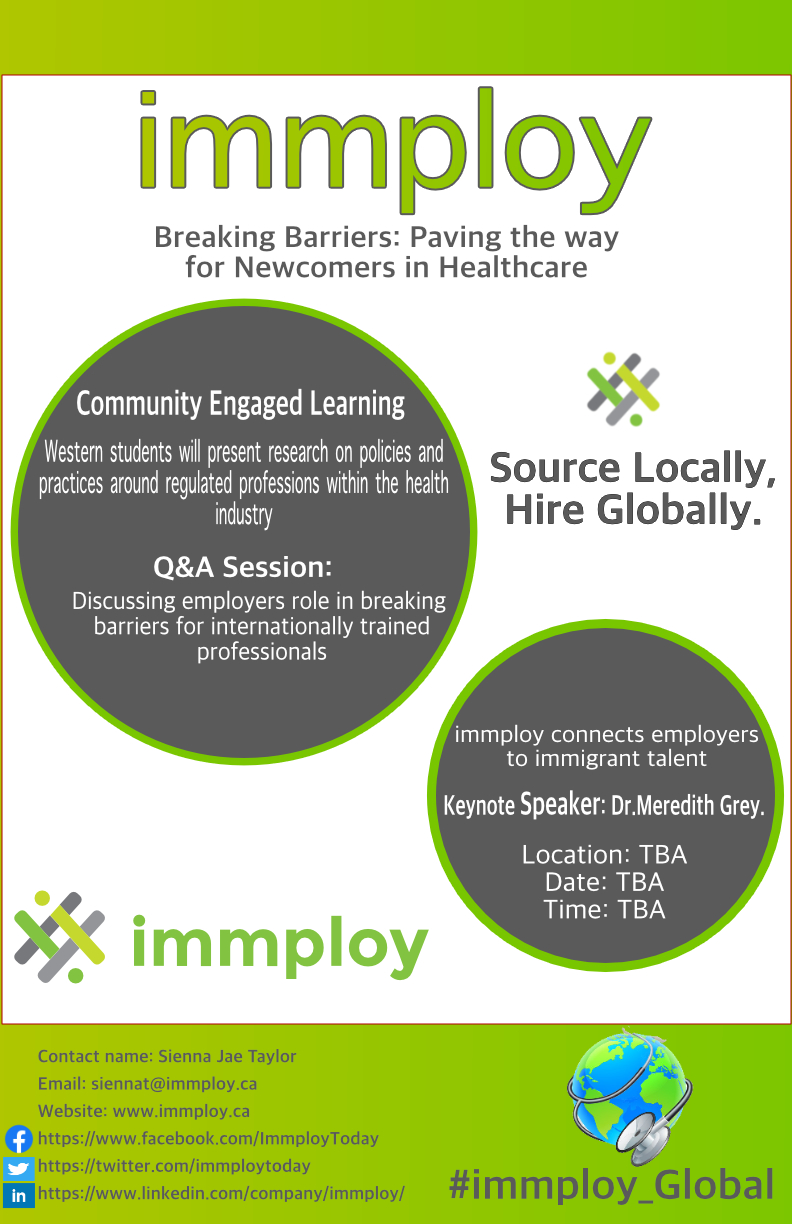 immploy
Breaking Barriers: Paving the way
for Newcomers in Healthcare
Community Engaged Learning
Western students will present research on policies and
practices around regulated professions within the health
industry
Q&A Session:
Discussing employers role in breaking
barriers for internationally trained
professionals
Source Locally,
Hire Globally.
immploy connects employers
to immigrant talent
Keynote Speaker: Dr.Meredith Grey.
Location: TBA
Date: TBA
Time: TBA
immploy
Contact name: Sienna Jae Taylor
Email: siennat@immploy.ca
Website: www.immploy.ca
https://www.facebook.com/ImmployToday
https://twitter.com/immploytoday
in https://www.linkedin.com/company/immploy/
#immploy_Global